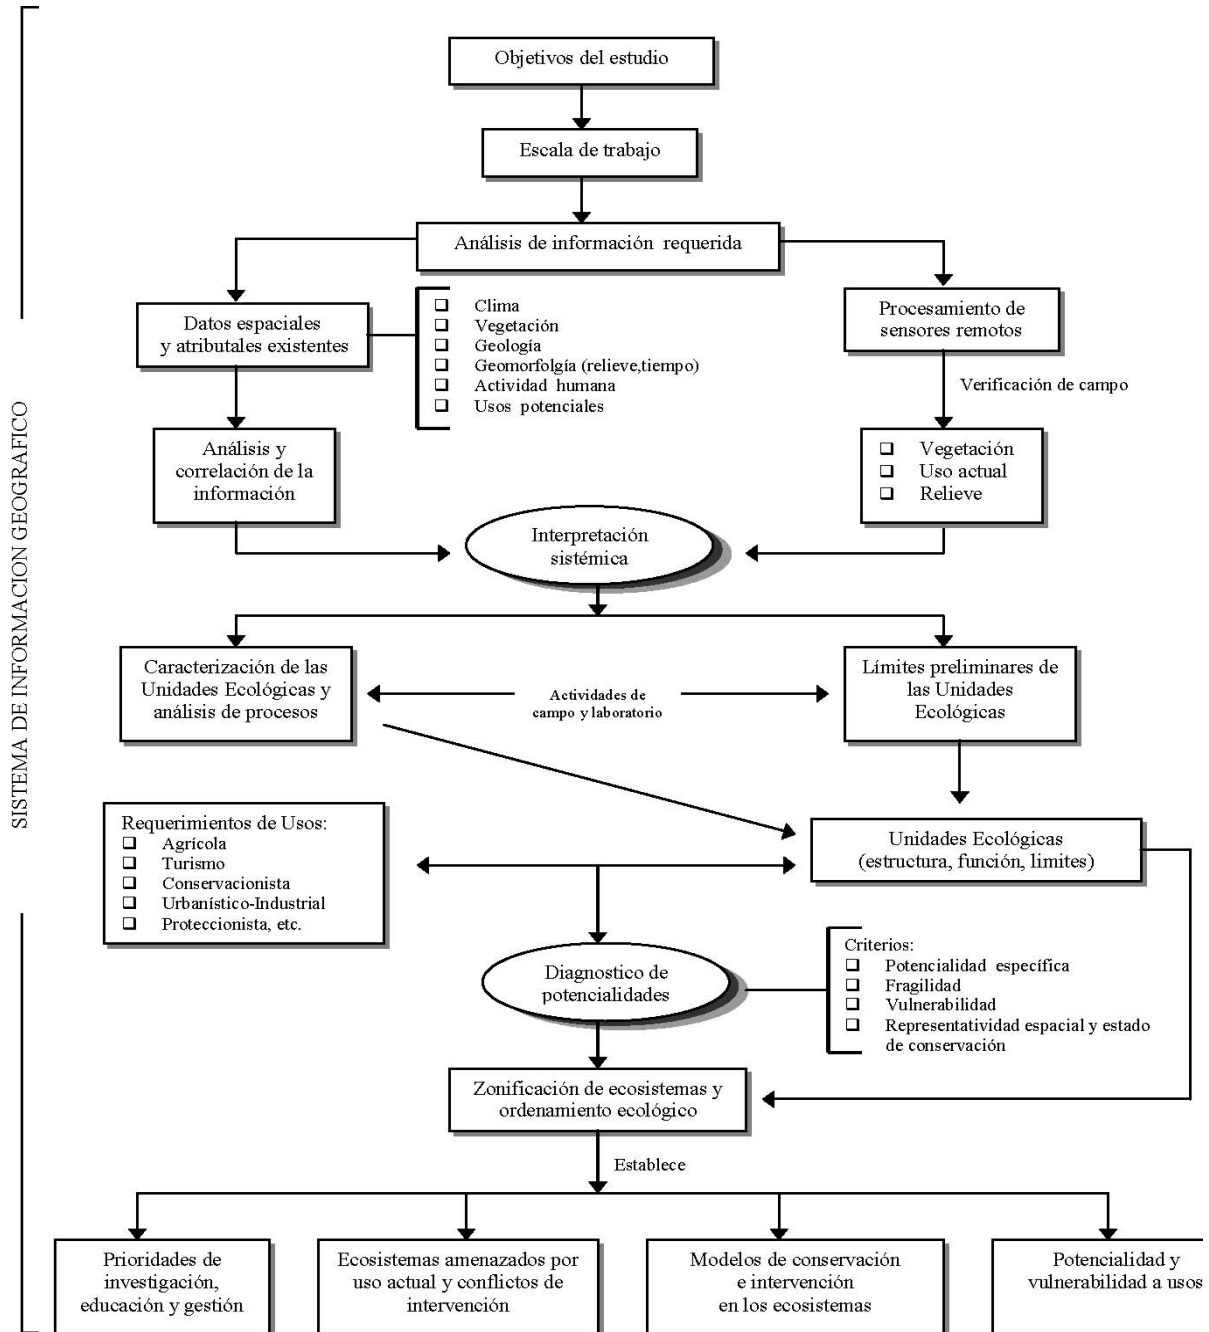 SISTEMA DE INFORMACION GEOGRAFICO
Objetivos del estudio
Escala de trabajo
Análisis de información requerida
Datos espaciales
y atributales existentes
❑ Clima
❑ Vegetación
❑ Geología
❑ Geomorfolgía (relieve,tiempo)
❑ Actividad humana
❑ Usos potenciales
Procesamiento de
sensores remotos
Verificación de campo
Análisis y
correlación de la
información
❑ Vegetación
❑ Uso actual
❑ Relieve
Interpretación
sistémica
Caracterización de las
Unidades Ecológicas y
análisis de procesos
Actividades de
campo y laboratorio
Límites preliminares de
las Unidades
Ecológicas
Requerimientos de Usos:
❑ Agrícola
❑ Turismo
❑ Conservacionista
❑ Urbanístico-Industrial
❑ Proteccionista, etc.
Unidades Ecológicas
(estructura, función, limites)
Diagnostico de
potencialidades
Criterios:
❑ Potencialidad específica
❑ Fragilidad
❑ Vulnerabilidad
❑ Representatividad espacial y estado
de conservación
Zonificación de ecosistemas y
ordenamiento ecológico
Establece
Prioridades de
investigación,
educación y gestión
Ecosistemas amenazados por
uso actual y conflictos de
intervención
Modelos de conservación
e intervención
en los ecosistemas
Potencialidad y
vulnerabilidad a usos